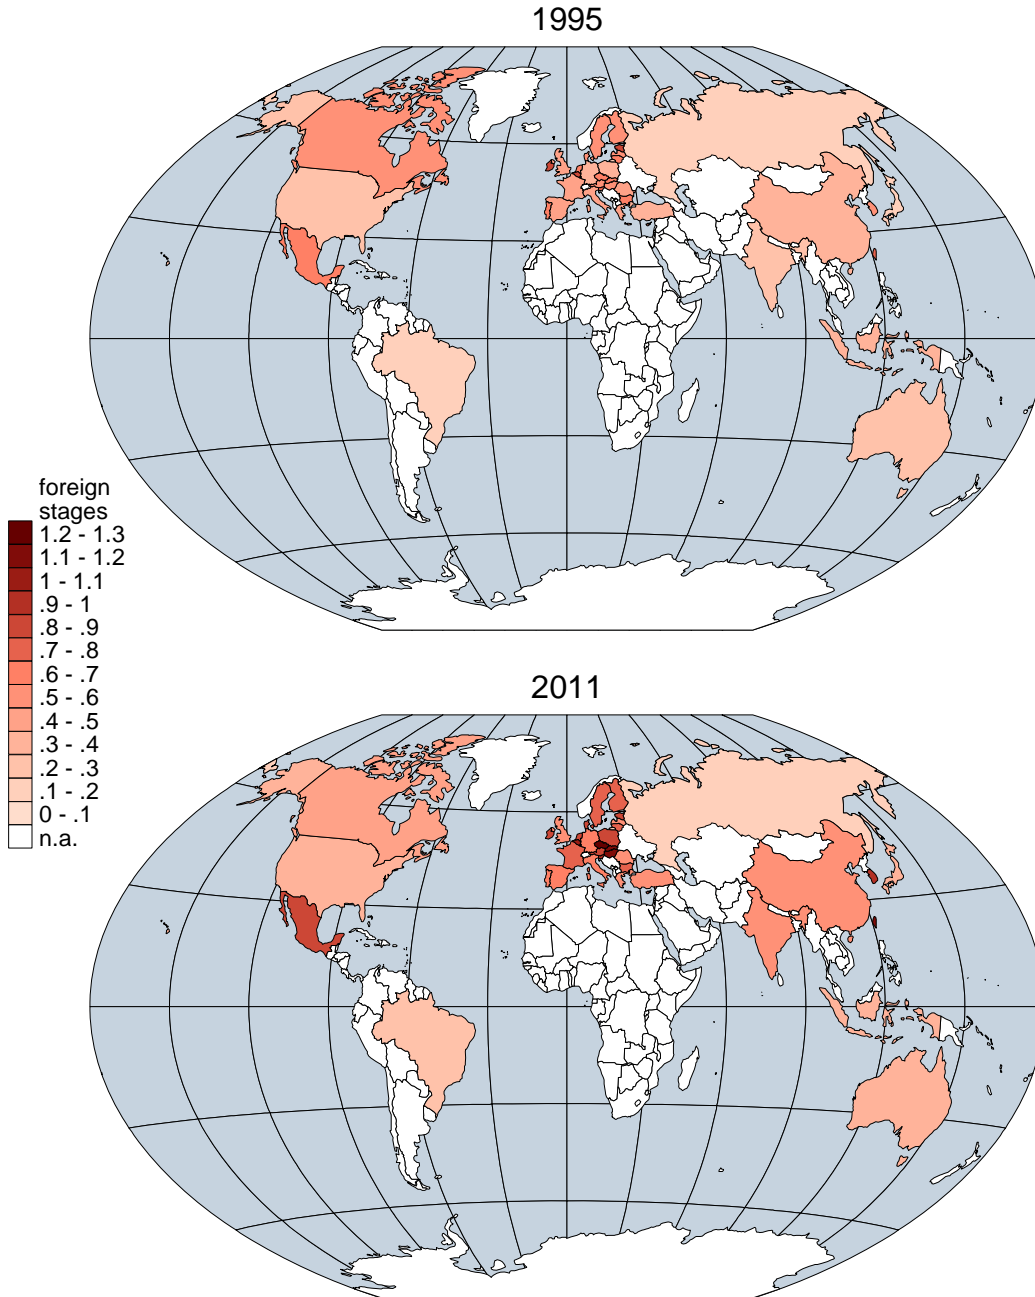 1995
foreign
stages
1.2 - 1.3
1.1 - 1.2
1 - 1.1
.9 - 1
.8 - .9
.7 - .8
.6 - .7
.5 - .6
.4 - .5
.3 - .4
.2 - .3
.1 - .2
0 - .1
n.a.
2011